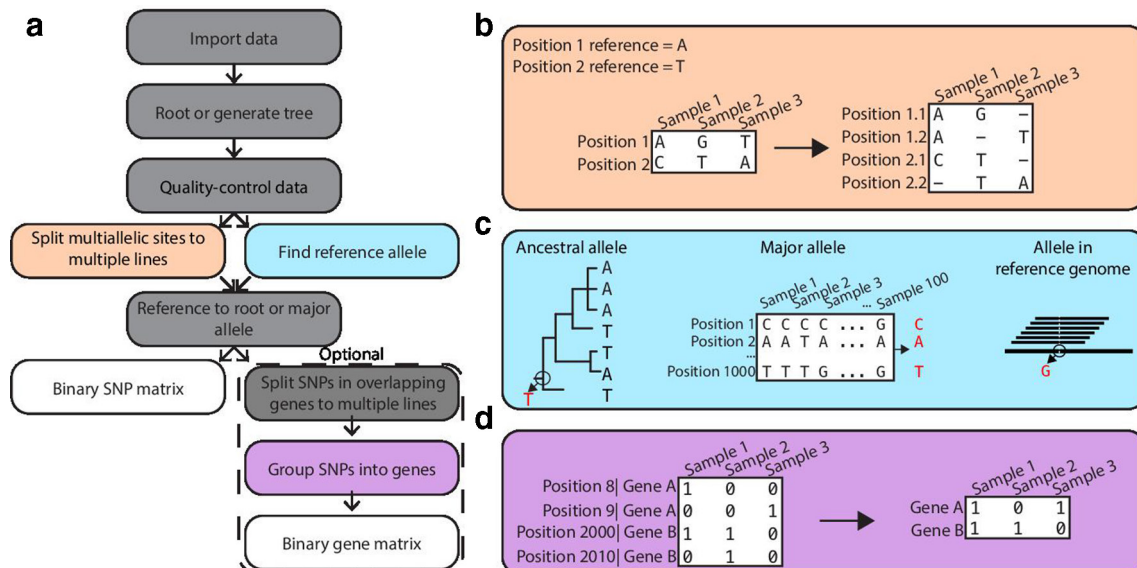 a
Import data
Root or generate tree
Quality-control data
Split multiallelic sites to
multiple lines
Find reference allele
Reference to root or major
allele
Optional
Binary SNP matrix
Split SNPs in overlapping
genes to multiple lines
Group SNPs into genes
Binary gene matrix
b
Position 1 reference = A
Position 2 reference = T
Sample 1 Sample 2 Sample 3
Position 1 A G T
Position 2 C T A
Sample 1 Sample 2 Sample 3
Position 1.1 A G –
Position 1.2 A – T
Position 2.1 C T –
Position 2.2 – T A
c
Ancestral allele
A
A
A
T
T
A
T
T
Major allele
Sample 1 Sample 2 Sample 3 ... Sample 100
Position 1 C C C C ... G C
Position 2 A A T A ... A A
...
Position 1000 T T T G ... G T
Allele in
reference genome
G
d
Sample 1 Sample 2 Sample 3
Position 8| Gene A 1 0 0
Position 9| Gene A 0 0 1
Position 2000| Gene B 1 1 0
Position 2010| Gene B 0 1 0
Sample 1 Sample 2 Sample 3
Gene A 1 0 1
Gene B 1 1 0